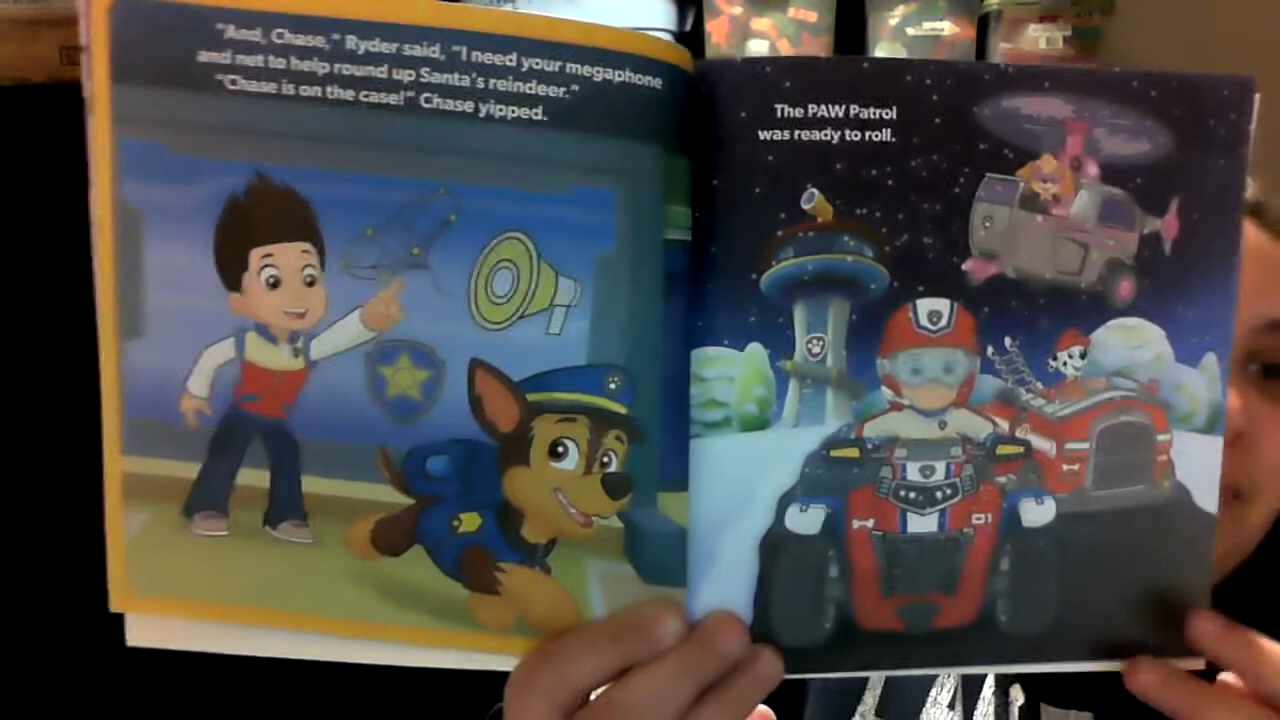 "And, Chase," Ryder said, "I need your megaphone
and net to help round up Santa's reindeer."
"Chase is on the case!" Chase yipped.
The PAW Patrol
was ready to roll.
01